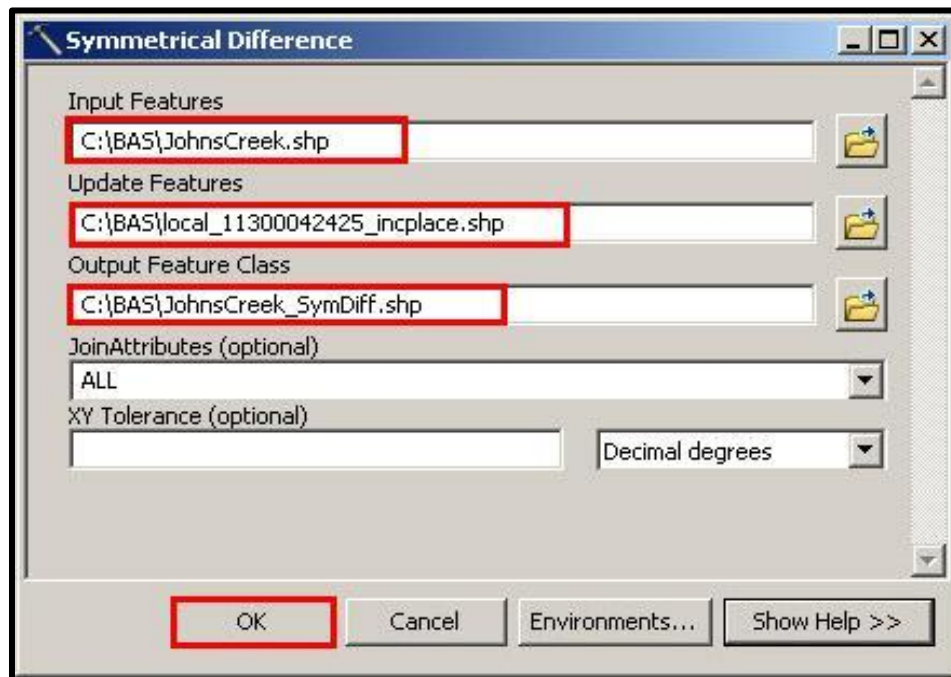 Symmetrical Difference
Input Features
C:\BAS\JohnsCreek.shp
Update Features
C:\BAS\local_11300042425_incplace.shp
Output Feature Class
C:\BAS\JohnsCreek_SymDiff.shp
JoinAttributes (optional)
ALL
XY Tolerance (optional)
Decimal degrees
OK Cancel Environments... Show Help >>